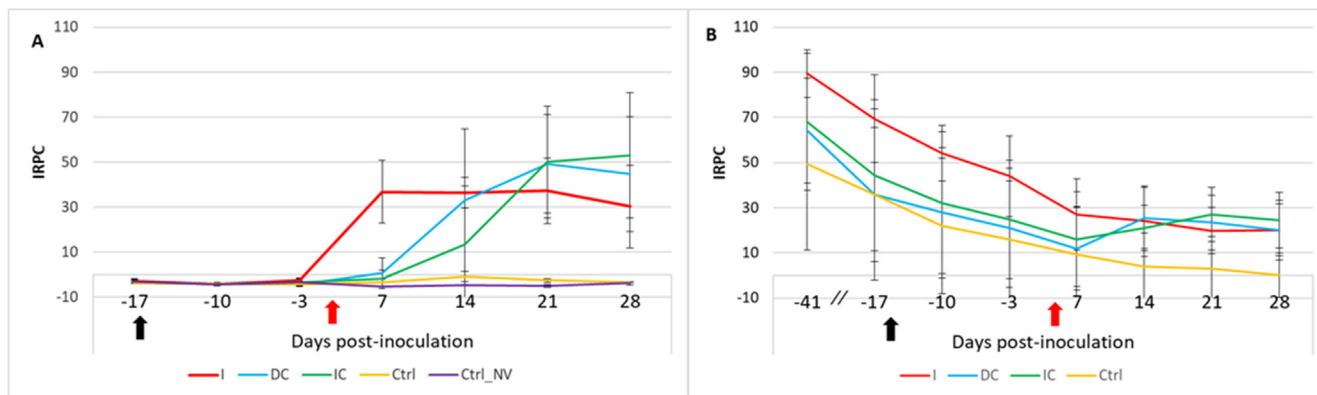 A
110
90
70
50
30
10
-10
IRPC
-17 -10 -3 7 14 21 28
Days post-inoculation
I DC IC Ctrl Ctrl_NV
B
110
90
70
50
30
10
-10
IRPC
-41 // -17 -10 -3 7 14 21 28
Days post-inoculation
I DC IC Ctrl